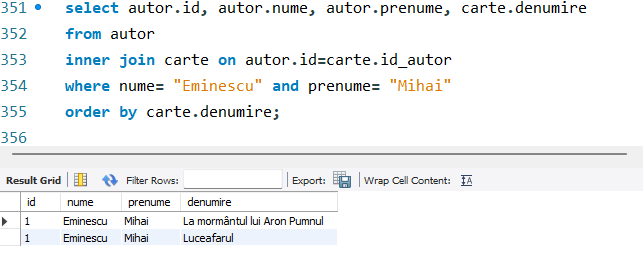 351 select autor.id, autor.nume, autor.prenume, carte.denumire
352 from autor
353 inner join carte on autor.id=carte.id_autor
354 where nume= "Eminescu" and prenume= "Mihai"
355 order by carte.denumire;
356
Result Grid Filter Rows: Export: Wrap Cell Content:
id nume prenume denumire
1 Eminescu Mihai La mormântul lui Aron Pumnul
1 Eminescu Mihai Luceafarul